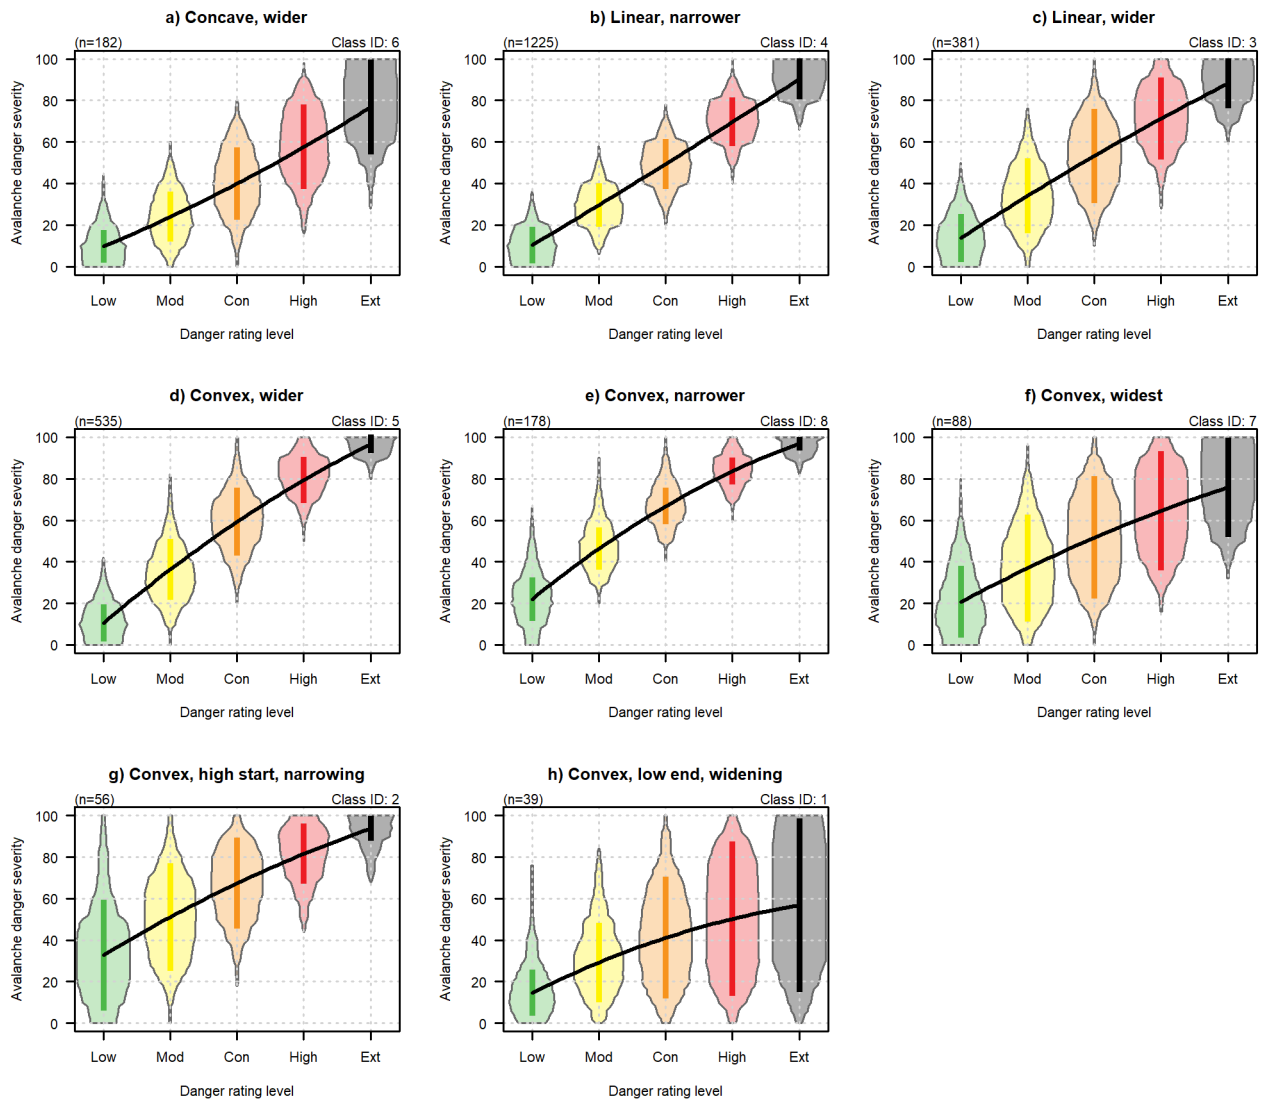 a) Concave, wider
(n=182) Class ID: 6
Avalanche danger severity
100
80
60
40
20
0
Low Mod Con High Ext
Danger rating level
b) Linear, narrower
(n=1225) Class ID: 4
Avalanche danger severity
100
80
60
40
20
0
Low Mod Con High Ext
Danger rating level
c) Linear, wider
(n=381) Class ID: 3
Avalanche danger severity
100
80
60
40
20
0
Low Mod Con High Ext
Danger rating level
d) Convex, wider
(n=535) Class ID: 5
Avalanche danger severity
100
80
60
40
20
0
Low Mod Con High Ext
Danger rating level
e) Convex, narrower
(n=178) Class ID: 8
Avalanche danger severity
100
80
60
40
20
0
Low Mod Con High Ext
Danger rating level
f) Convex, widest
(n=88) Class ID: 7
Avalanche danger severity
100
80
60
40
20
0
Low Mod Con High Ext
Danger rating level
g) Convex, high start, narrowing
(n=56) Class ID: 2
Avalanche danger severity
100
80
60
40
20
0
Low Mod Con High Ext
Danger rating level
h) Convex, low end, widening
(n=39) Class ID: 1
Avalanche danger severity
100
80
60
40
20
0
Low Mod Con High Ext
Danger rating level